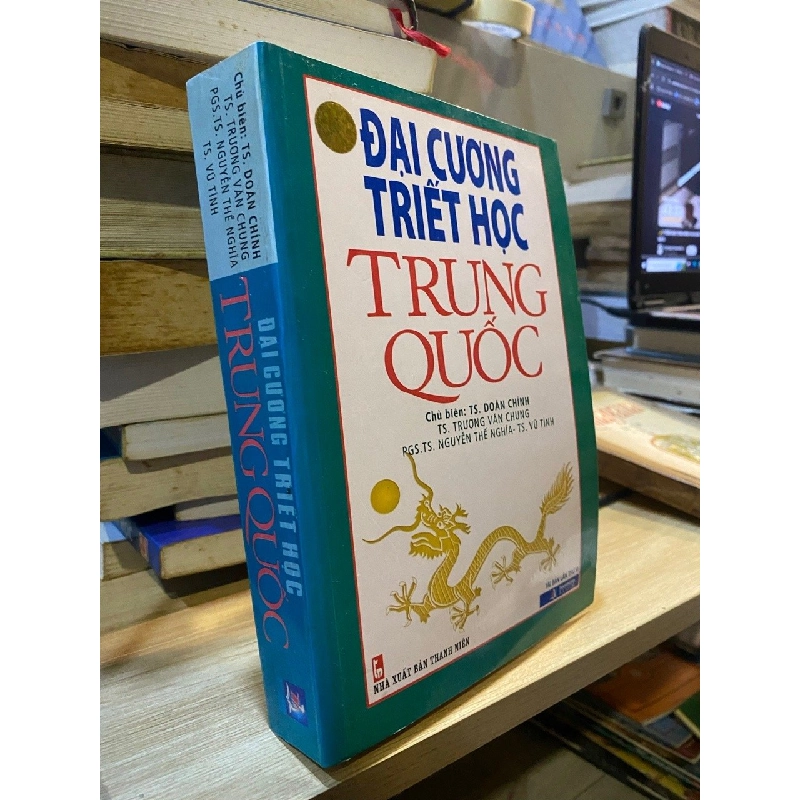 ĐẠI CƯƠNG
TRIẾT HỌC
TRUNG
QUỐC
Chủ biên: TS. DOÃN CHÍNH
TS. TRƯƠNG VĂN CHUNG
PGS.TS. NGUYỄN THẾ NGHĨA- TS. VŨ TÌNH
NHÀ XUẤT BẢN THANH NIÊN
Chủ biên: TS. DOÃN CHÍNH
TS. TRƯƠNG VĂN CHUNG
PGS.TS. NGUYỄN THẾ NGHĨA
TS. VŨ TÌNH
ĐẠI CƯƠNG TRIẾT HỌC
TRUNG QUỐC